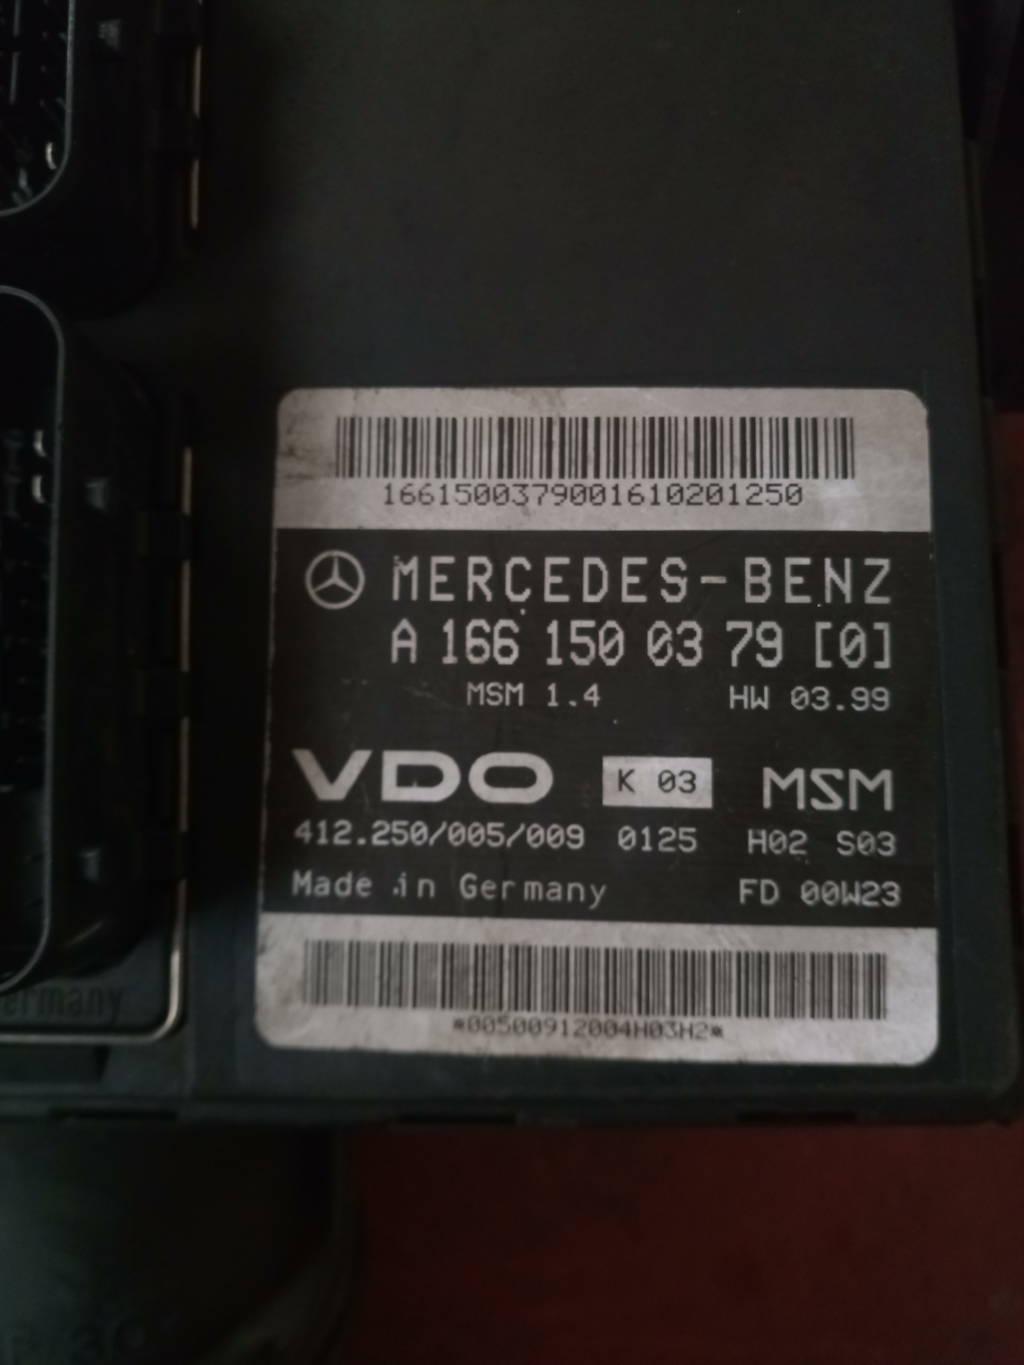 1661500379001610201250
MERCEDES-BENZ
A 166 150 03 79 [0]
MSM 1.4 HW 03.99
VDO K 03 MSM
412.250/005/009 0125 H02 S03
Made in Germany FD 00W23
*00500912004H03H2*
ermany